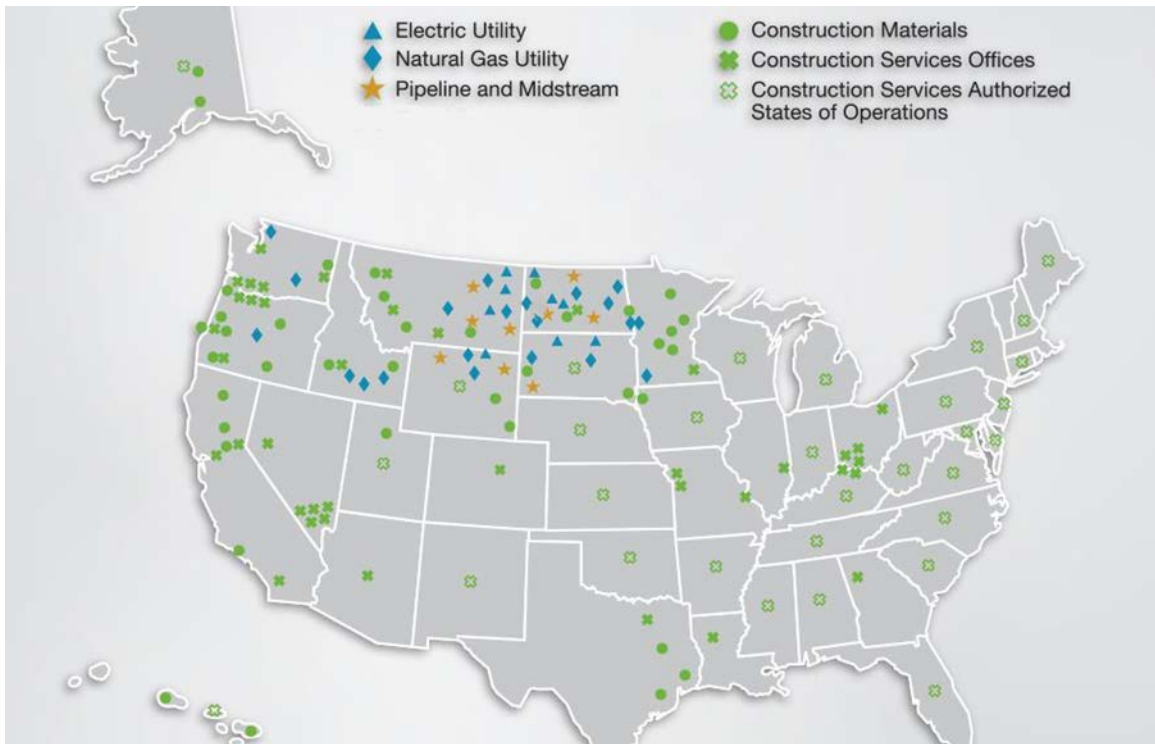 Electric Utility
Natural Gas Utility
Pipeline and Midstream
Construction Materials
Construction Services Offices
Construction Services Authorized
States of Operations